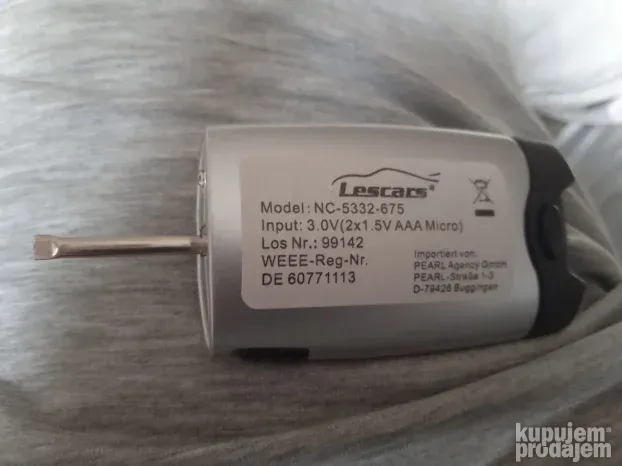 Lescars®
Model: NC-5332-675
Input: 3.0V(2x1.5V AAA Micro)
Los Nr.: 99142
WEEE-Reg-Nr.
DE 60771113
Importiert von:
PEARL Agency GmbH
PEARL-Straße 1-3
D-79426 Buggingen
kupujem
prodajem